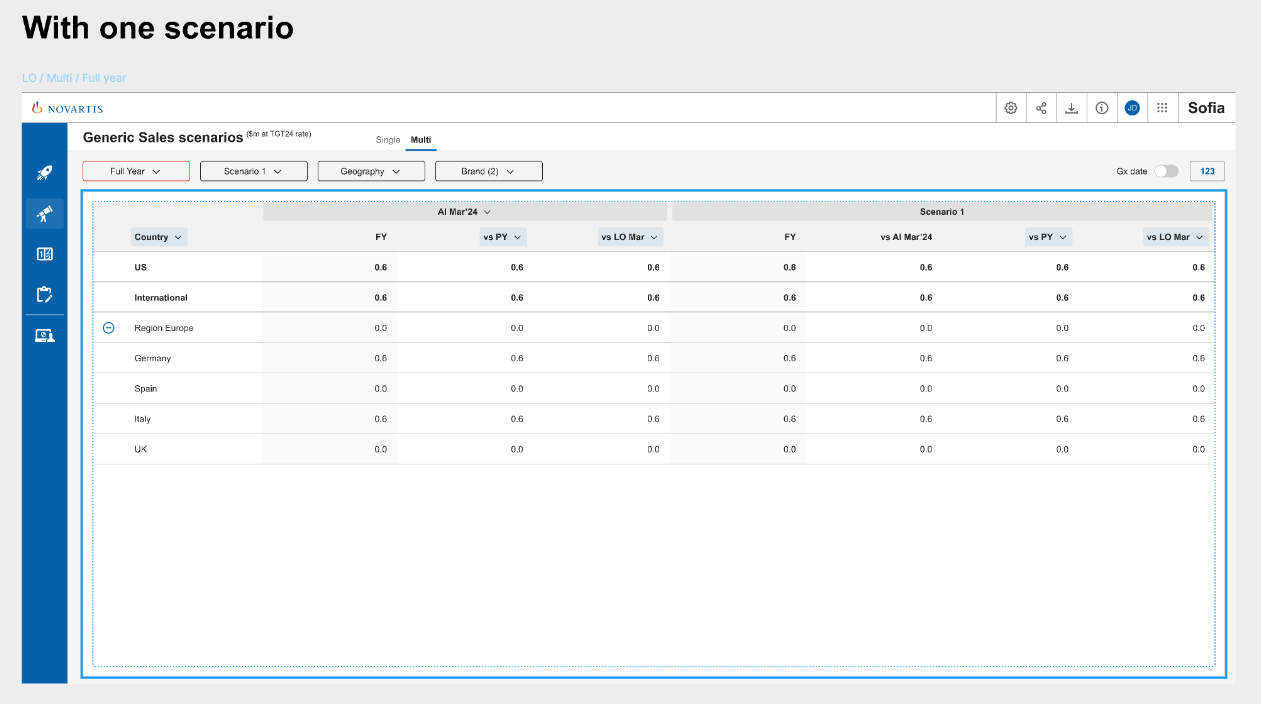 With one scenario
LO / Multi / Full year
NOVARTIS
JD
Sofia
Generic Sales scenarios ($m at TGT24 rate)
Single Multi
Full Year Scenario 1 Geography Brand (2) Gx date 123
AI Mar'24 Scenario 1
Country FY vs PY vs LO Mar FY vs AI Mar'24 vs PY vs LO Mar
US 0.6 0.6 0.6 0.6 0.6 0.6 0.6
International 0.6 0.6 0.6 0.6 0.6 0.6 0.6
Region Europe 0.0 0.0 0.0 0.0 0.0 0.0 0.0
Germany 0.6 0.6 0.6 0.6 0.6 0.6 0.6
Spain 0.0 0.0 0.0 0.0 0.0 0.0 0.0
Italy 0.6 0.6 0.6 0.6 0.6 0.6 0.6
UK 0.0 0.0 0.0 0.0 0.0 0.0 0.0